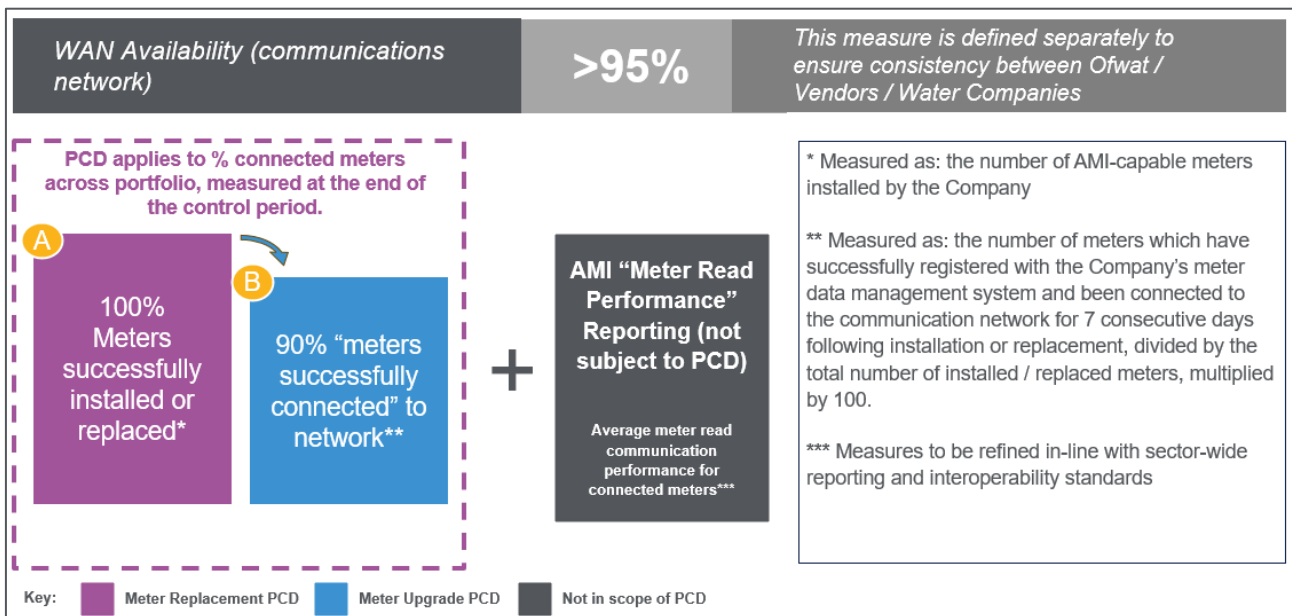 WAN Availability (communications
network)
>95%
This measure is defined separately to
ensure consistency between Ofwat /
Vendors / Water Companies
PCD applies to % connected meters
across portfolio, measured at the end of
the control period.
A
100%
Meters
successfully
installed or
replaced*
B
90% “meters
successfully
connected” to
network**
+
AMI “Meter Read
Performance”
Reporting (not
subject to PCD)
Average meter read
communication
performance for
connected meters***
* Measured as: the number of AMI-capable meters
installed by the Company
** Measured as: the number of meters which have
successfully registered with the Company’s meter
data management system and been connected to
the communication network for 7 consecutive days
following installation or replacement, divided by the
total number of installed / replaced meters, multiplied
by 100.
*** Measures to be refined in-line with sector-wide
reporting and interoperability standards
Key: Meter Replacement PCD Meter Upgrade PCD Not in scope of PCD